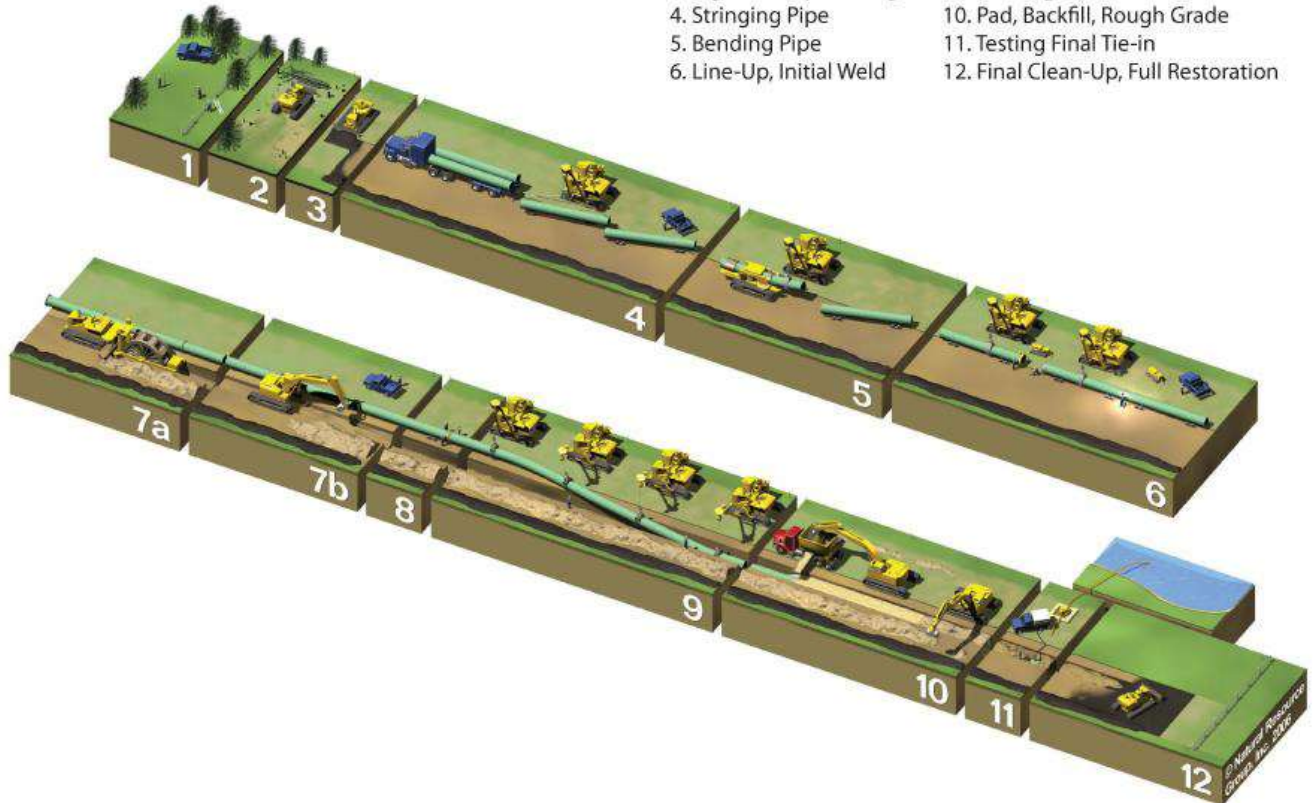 4. Stringing Pipe
5. Bending Pipe
6. Line-Up, Initial Weld
10. Pad, Backfill, Rough Grade
11. Testing Final Tie-in
12. Final Clean-Up, Full Restoration
1
2
3
4
5
6
7a
7b
8
9
10
11
12
© Natural Resource
Group, Inc. 2006